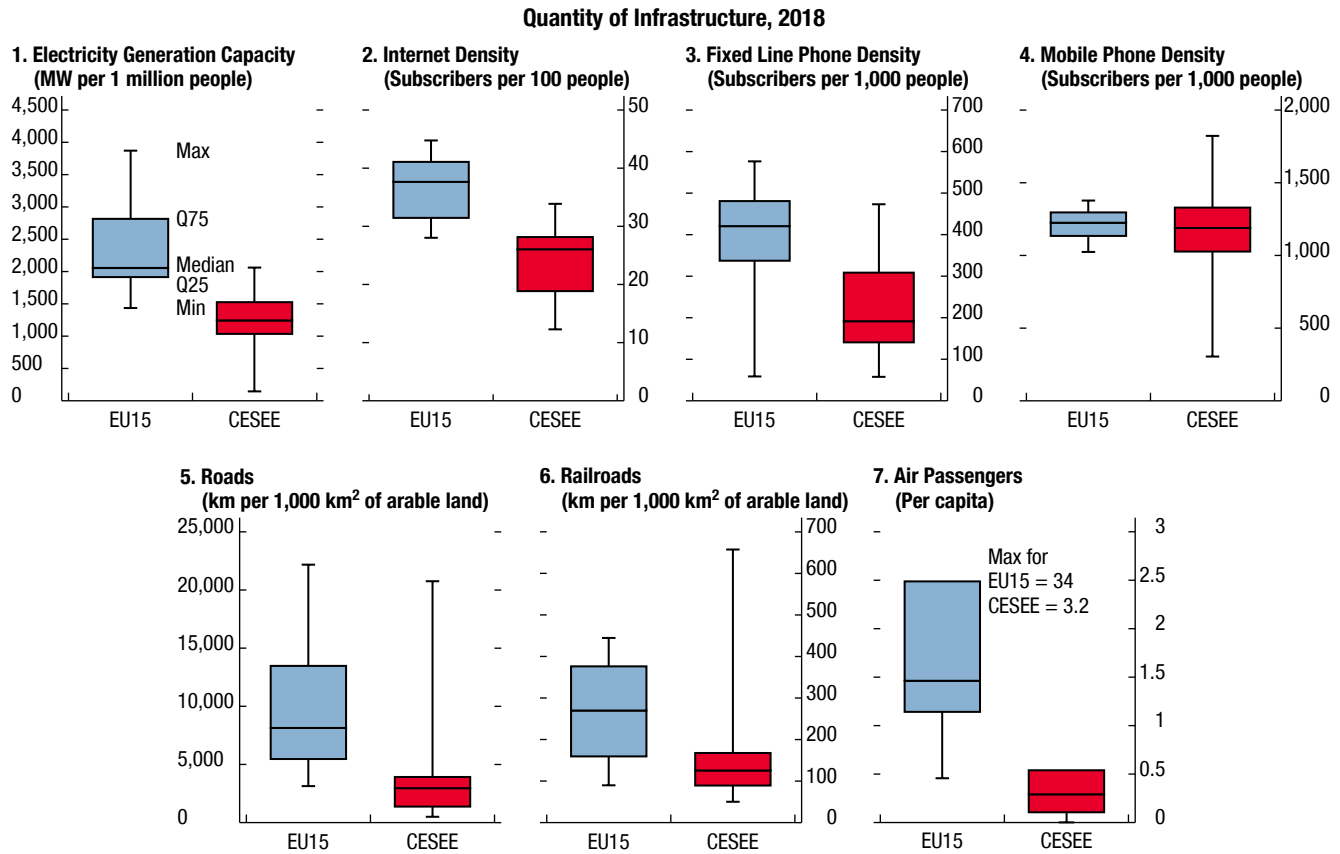 Quantity of Infrastructure, 2018
1. Electricity Generation Capacity
(MW per 1 million people)
4,500
4,000
3,500
3,000
2,500
2,000
1,500
1,000
500
0
Max
Q75
Median
Q25
Min
EU15
CESEE
2. Internet Density
(Subscribers per 100 people)
50
40
30
20
10
0
EU15
CESEE
3. Fixed Line Phone Density
(Subscribers per 1,000 people)
700
600
500
400
300
200
100
0
EU15
CESEE
4. Mobile Phone Density
(Subscribers per 1,000 people)
2,000
1,500
1,000
500
0
EU15
CESEE
5. Roads
(km per 1,000 km² of arable land)
25,000
20,000
15,000
10,000
5,000
0
EU15
CESEE
6. Railroads
(km per 1,000 km² of arable land)
700
600
500
400
300
200
100
0
EU15
CESEE
7. Air Passengers
(Per capita)
3
2.5
2
1.5
1
0.5
0
Max for
EU15 = 34
CESEE = 3.2
EU15
CESEE